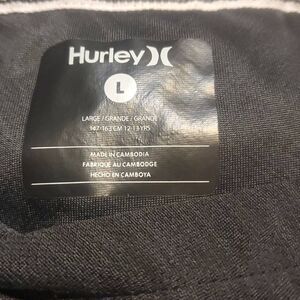 Hurley
L
LARGE / GRANDE / GRANDE
147-163 CM 12-13 YRS
MADE IN CAMBODIA
FABRIQUÉ AU CAMBODGE
HECHO EN CAMBOYA